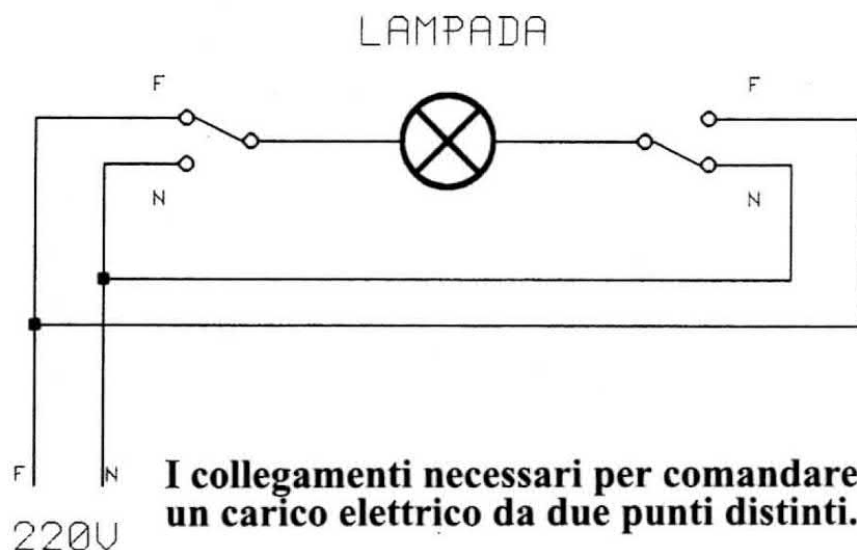 LAMPADA
F
F
N
N
F
N
220V
I collegamenti necessari per comandare
un carico elettrico da due punti distinti.